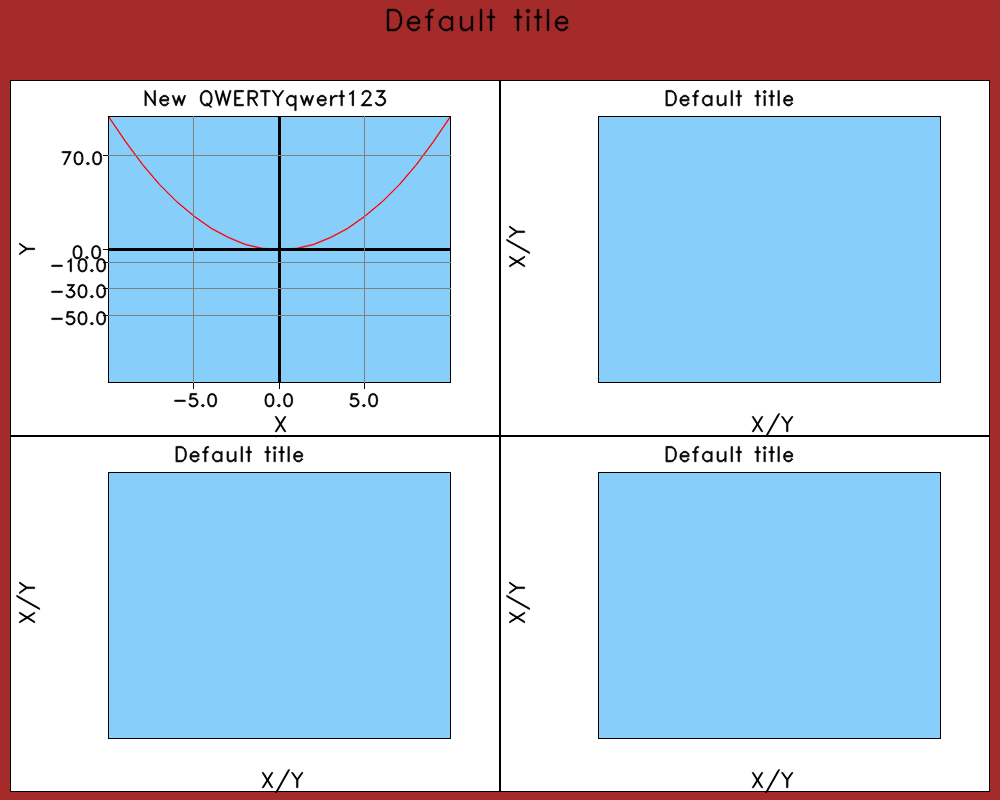 Default title
New QWERTYqwert123
70.0
0.0
-10.0
-30.0
-50.0
Y
-5.0 0.0 5.0
X
Default title
X/Y
X/Y
Default title
X/Y
X/Y
Default title
X/Y
X/Y